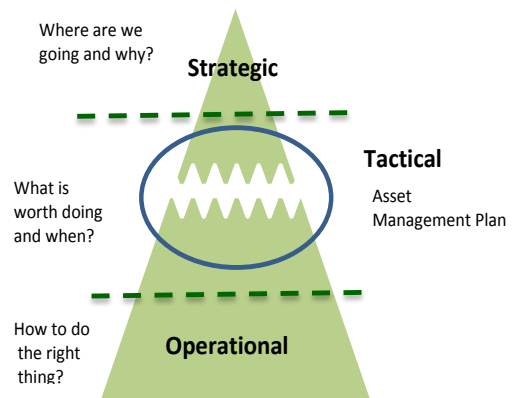 Where are we
going and why?
Strategic
Tactical
What is
worth doing
and when?
Asset
Management Plan
How to do
the right
thing?
Operational